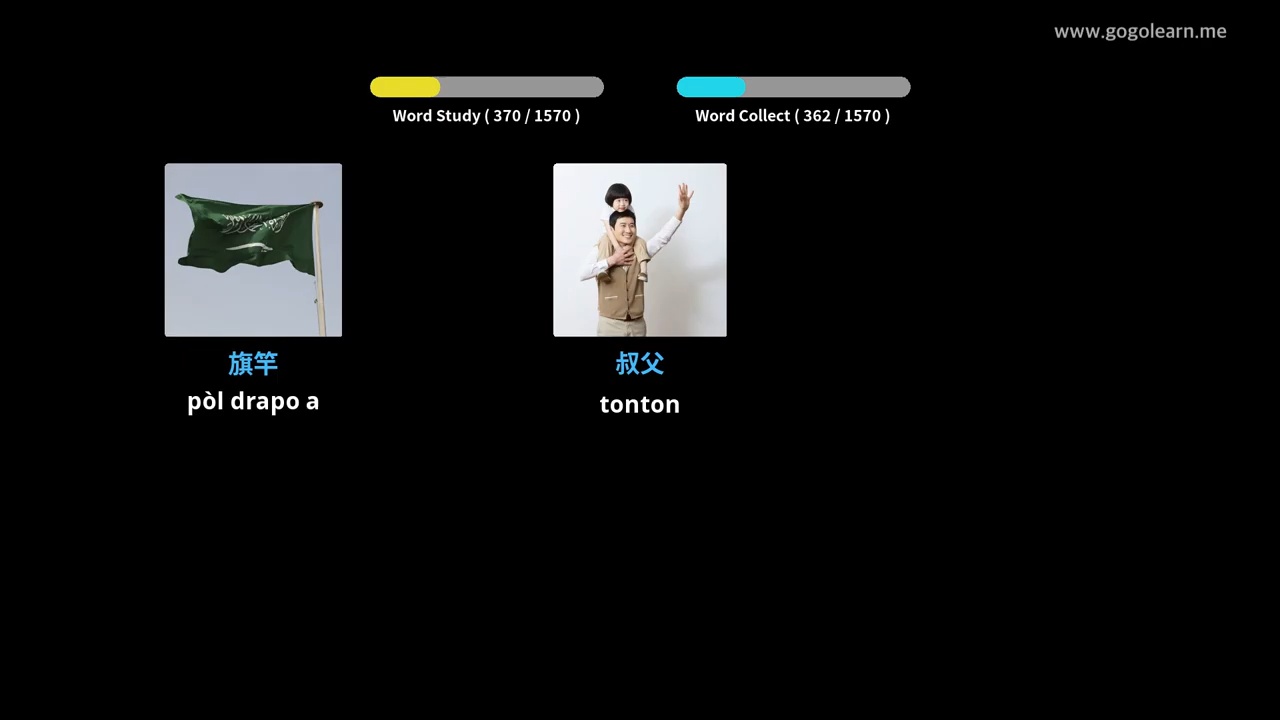 www.gogolearn.me
Word Study ( 370 / 1570 )
Word Collect ( 362 / 1570 )
旗竿
pòl drapo a
叔父
tonton